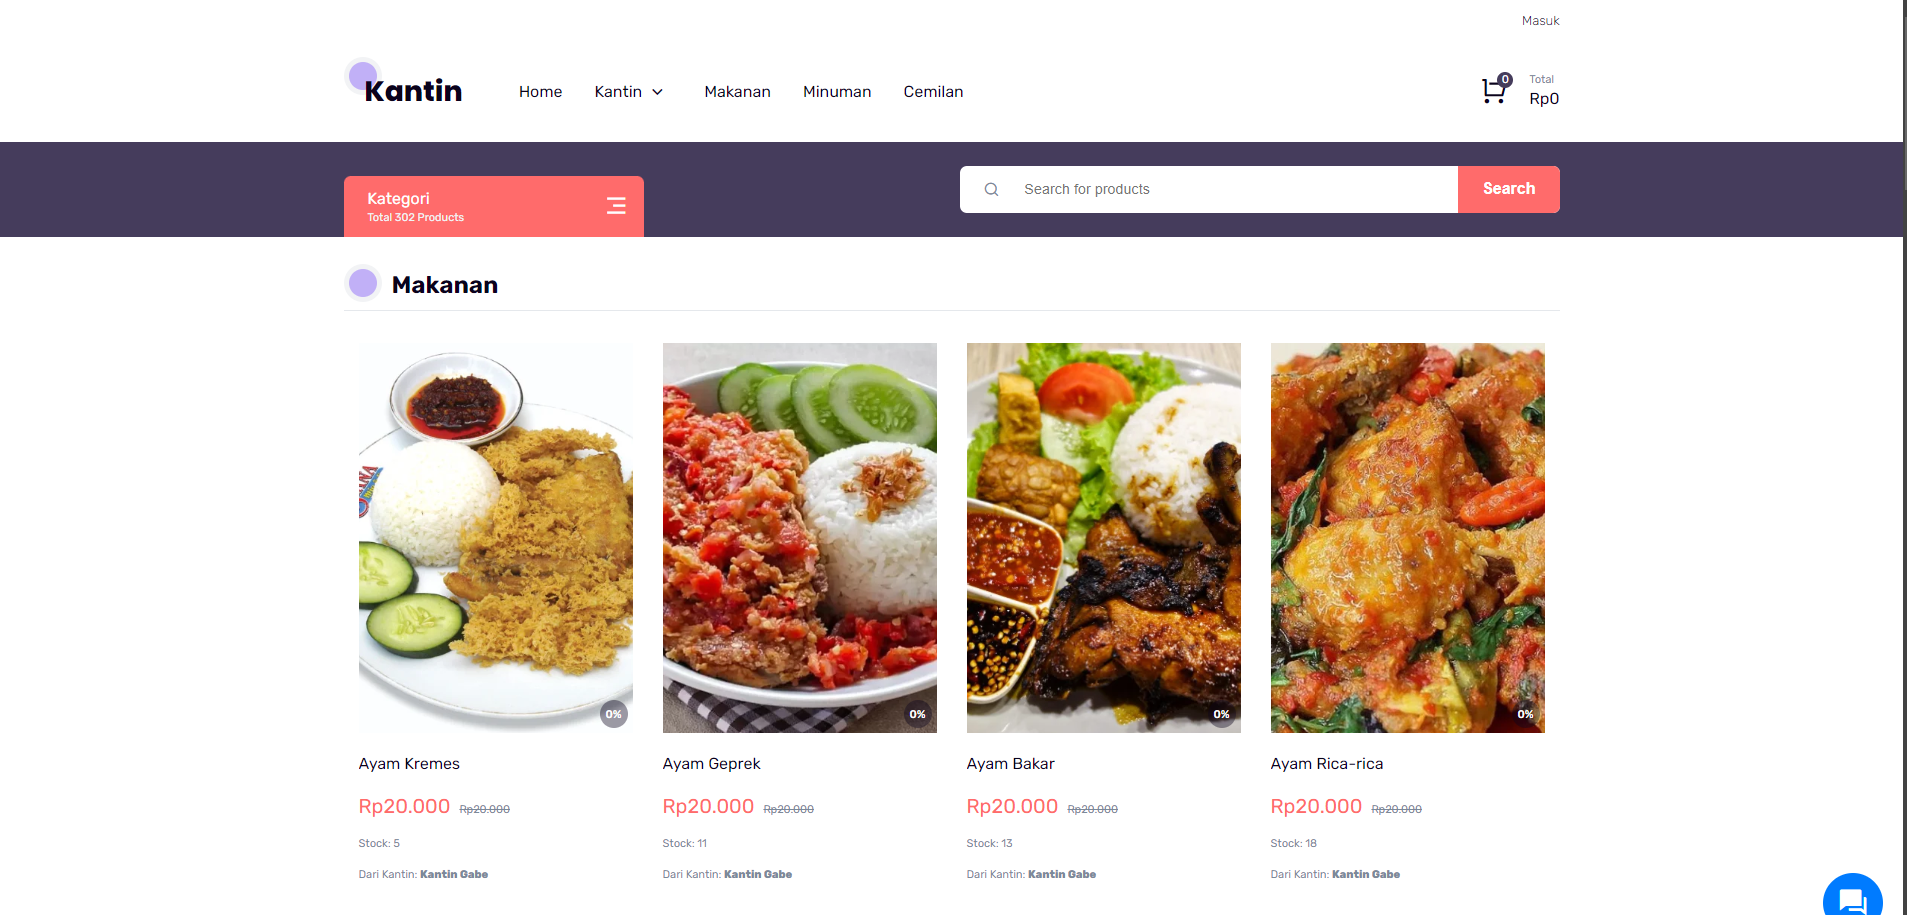 Masuk
Kantin
Home
Kantin
Makanan
Minuman
Cemilan
0
Total
Rp0
Kategori
Total 302 Products
Search for products
Search
Makanan
0%
0%
0%
0%
Ayam Kremes
Rp20.000 Rp20.000
Stock: 5
Dari Kantin: Kantin Gabe
Ayam Geprek
Rp20.000 Rp20.000
Stock: 11
Dari Kantin: Kantin Gabe
Ayam Bakar
Rp20.000 Rp20.000
Stock: 13
Dari Kantin: Kantin Gabe
Ayam Rica-rica
Rp20.000 Rp20.000
Stock: 18
Dari Kantin: Kantin Gabe